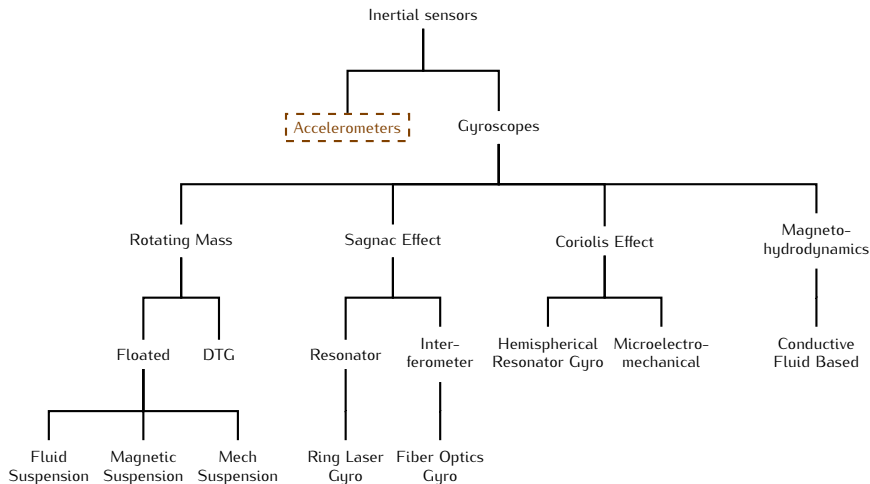 Inertial sensors
Accelerometers
Gyroscopes
Rotating Mass
Sagnac Effect
Coriolis Effect
Magneto-
hydrodynamics
Floated
DTG
Resonator
Inter-
ferometer
Hemispherical
Resonator Gyro
Microelectro-
mechanical
Conductive
Fluid Based
Fluid
Suspension
Magnetic
Suspension
Mech
Suspension
Ring Laser
Gyro
Fiber Optics
Gyro